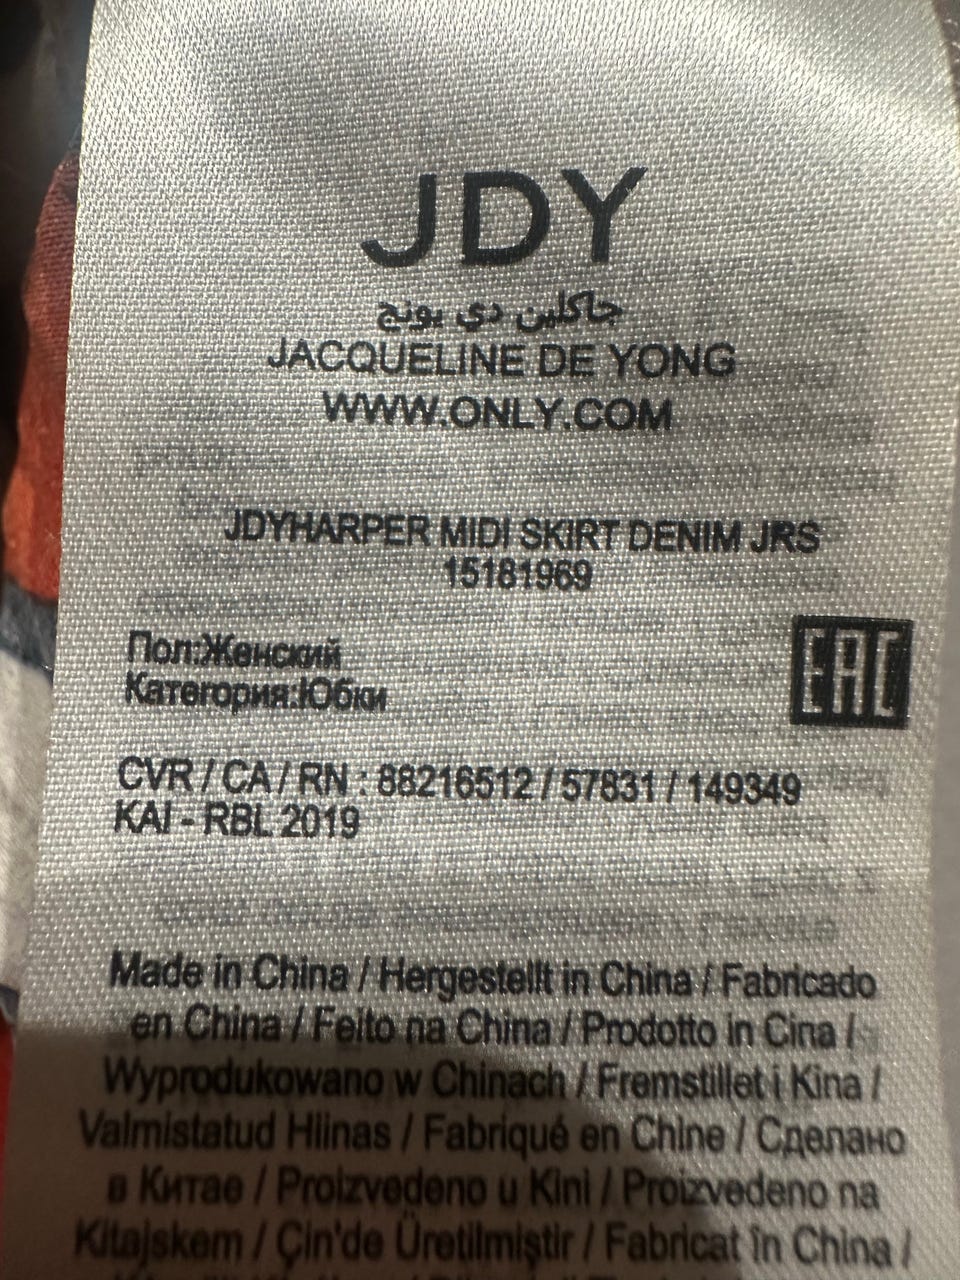 JDY
جاكلين دي يونج
JACQUELINE DE YONG
WWW.ONLY.COM
JDYHARPER MIDI SKIRT DENIM JRS
15181969
Пол:Женский
Категория:Юбки
EAC
CVR / CA / RN : 88216512 / 57831 / 149349
KAI - RBL 2019
Made in China / Hergestellt in China / Fabricado
en China / Feito na China / Prodotto in Cina /
Wyprodukowano w Chinach / Fremstillet i Kina /
Valmistatud Hiinas / Fabriqué en Chine / Сделано
в Китае / Proizvedeno u Kini / Proizvedeno na
Kitajskem / Çin'de Üretilmiştir / Fabricat în China /